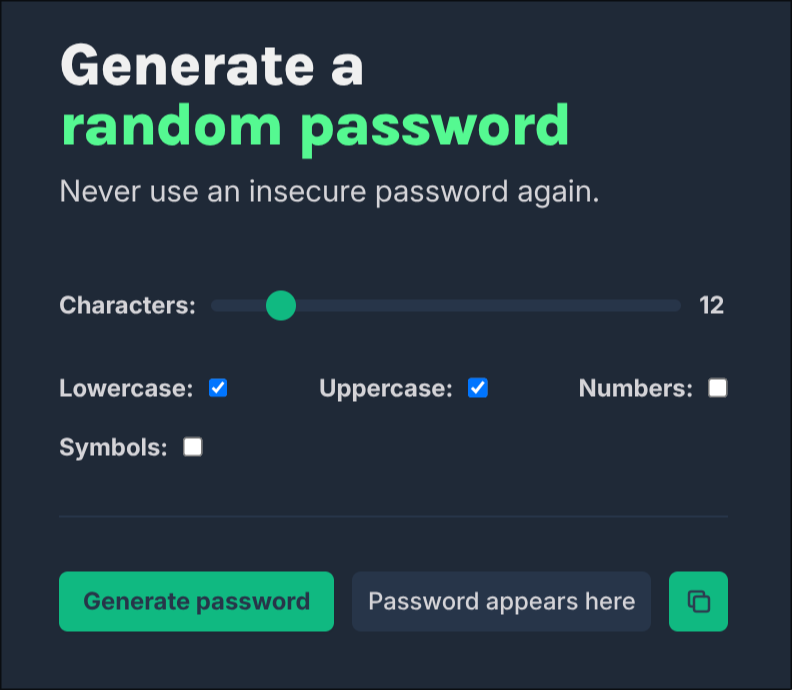 Generate a
random password
Never use an insecure password again.
Characters: 12
Lowercase: Uppercase: Numbers:
Symbols:
Generate password Password appears here